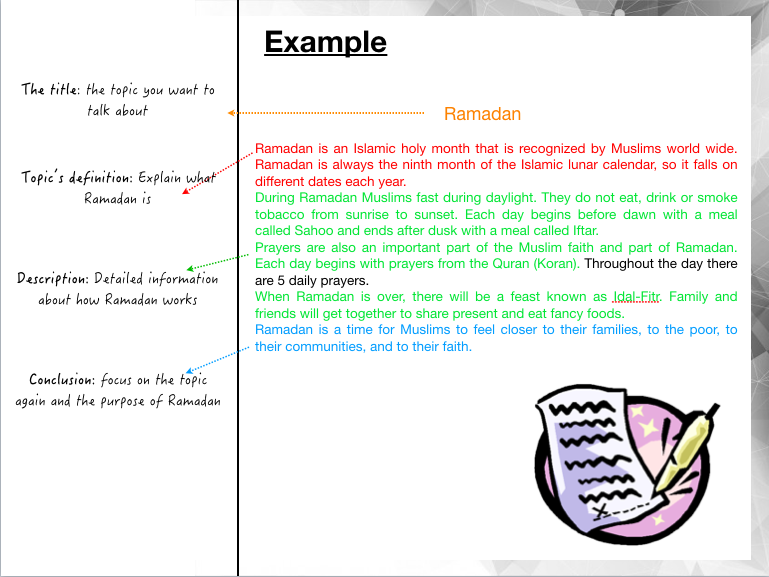 Example
The title: the topic you want to
talk about
Ramadan
Topic's definition: Explain what
Ramadan is
Ramadan is an Islamic holy month that is recognized by Muslims world wide.
Ramadan is always the ninth month of the Islamic lunar calendar, so it falls on
different dates each year.
During Ramadan Muslims fast during daylight. They do not eat, drink or smoke
tobacco from sunrise to sunset. Each day begins before dawn with a meal
called Sahoo and ends after dusk with a meal called Iftar.
Prayers are also an important part of the Muslim faith and part of Ramadan.
Each day begins with prayers from the Quran (Koran). Throughout the day there
are 5 daily prayers.
When Ramadan is over, there will be a feast known as Idal-Fitr. Family and
friends will get together to share present and eat fancy foods.
Ramadan is a time for Muslims to feel closer to their families, to the poor, to
their communities, and to their faith.
Description: Detailed information
about how Ramadan works
Conclusion: focus on the topic
again and the purpose of Ramadan